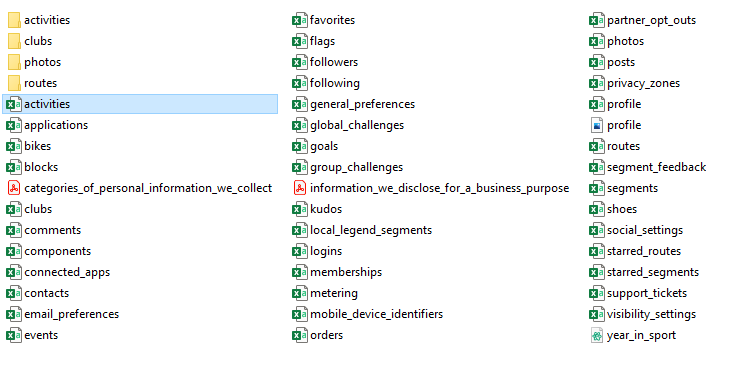 activities
clubs
photos
routes
activities
applications
bikes
blocks
categories_of_personal_information_we_collect
clubs
comments
components
connected_apps
contacts
email_preferences
events
favorites
flags
followers
following
general_preferences
global_challenges
goals
group_challenges
information_we_disclose_for_a_business_purpose
kudos
local_legend_segments
logins
memberships
metering
mobile_device_identifiers
orders
partner_opt_outs
photos
posts
privacy_zones
profile
profile
routes
segment_feedback
segments
shoes
social_settings
starred_routes
starred_segments
support_tickets
visibility_settings
year_in_sport